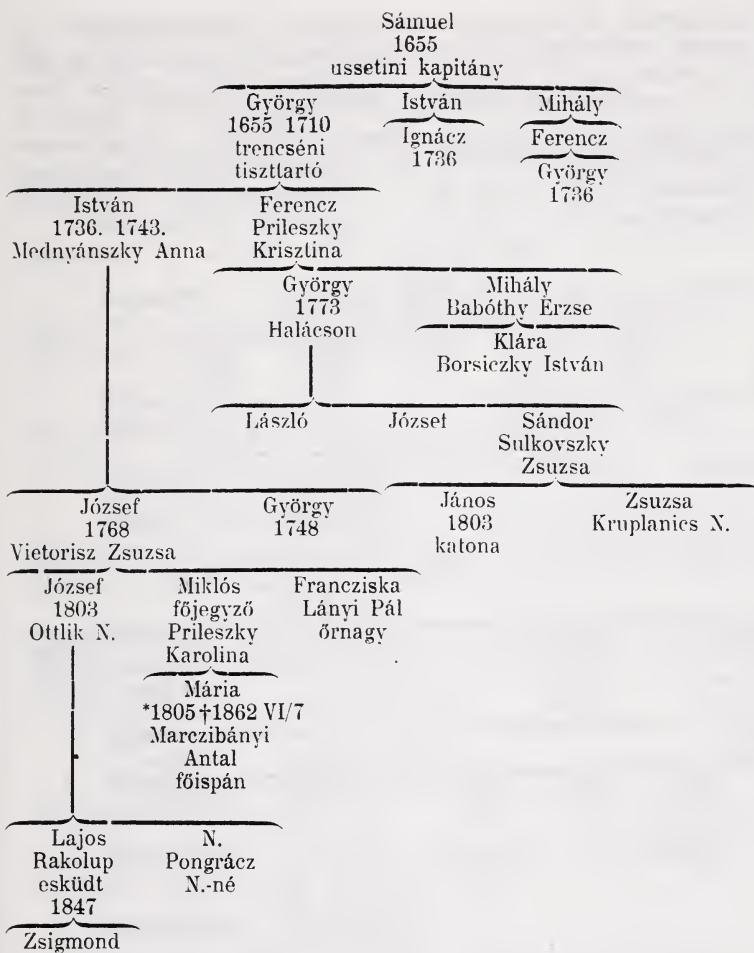 Sámuel
1655
ussetini kapitány
György
1655 1710
trencséni
tiszttartó
István
Ignácz
1736
Mihály
Ferencz
György
1736
István
1736. 1743.
Mednyánszky Anna
Ferencz
Prileszky
Krisztina
György
1773
Halácson
Mihály
Babóthy Erzse
Klára
Borsiczky István
László
József
Sándor
Sulkovszky
Zsuzsa
József
1768
Vietorisz Zsuzsa
György
1748
János
1803
katona
Zsuzsa
Kruplanics N.
József
1803
Ottlik N.
Miklós
főjegyző
Prileszky
Karolina
Francziska
Lányi Pál
őrnagy
Mária
*1805†1862 VI/7
Marczibányi
Antal
főispán
Lajos
Rakolup
esküdt
1847
N.
Pongrácz
N.-né
Zsigmond